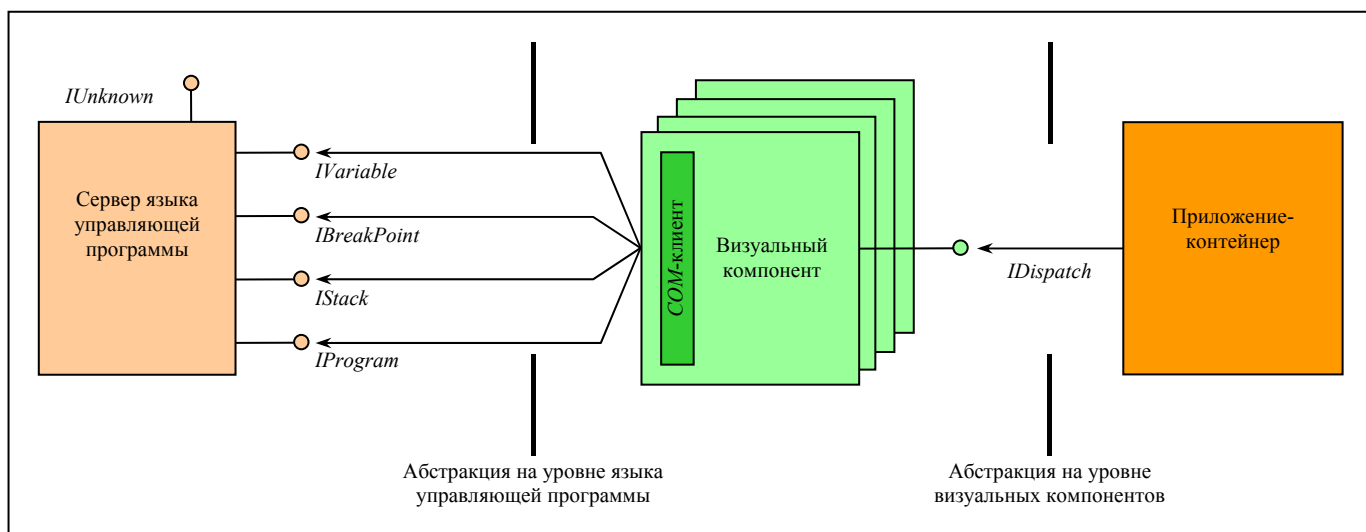 IUnknown
Сервер языка
управляющей
программы
IVariable
IBreakPoint
IStack
IProgram
COM-клиент
Визуальный
компонент
IDispatch
Приложение-
контейнер
Абстракция на уровне языка
управляющей программы
Абстракция на уровне
визуальных компонентов